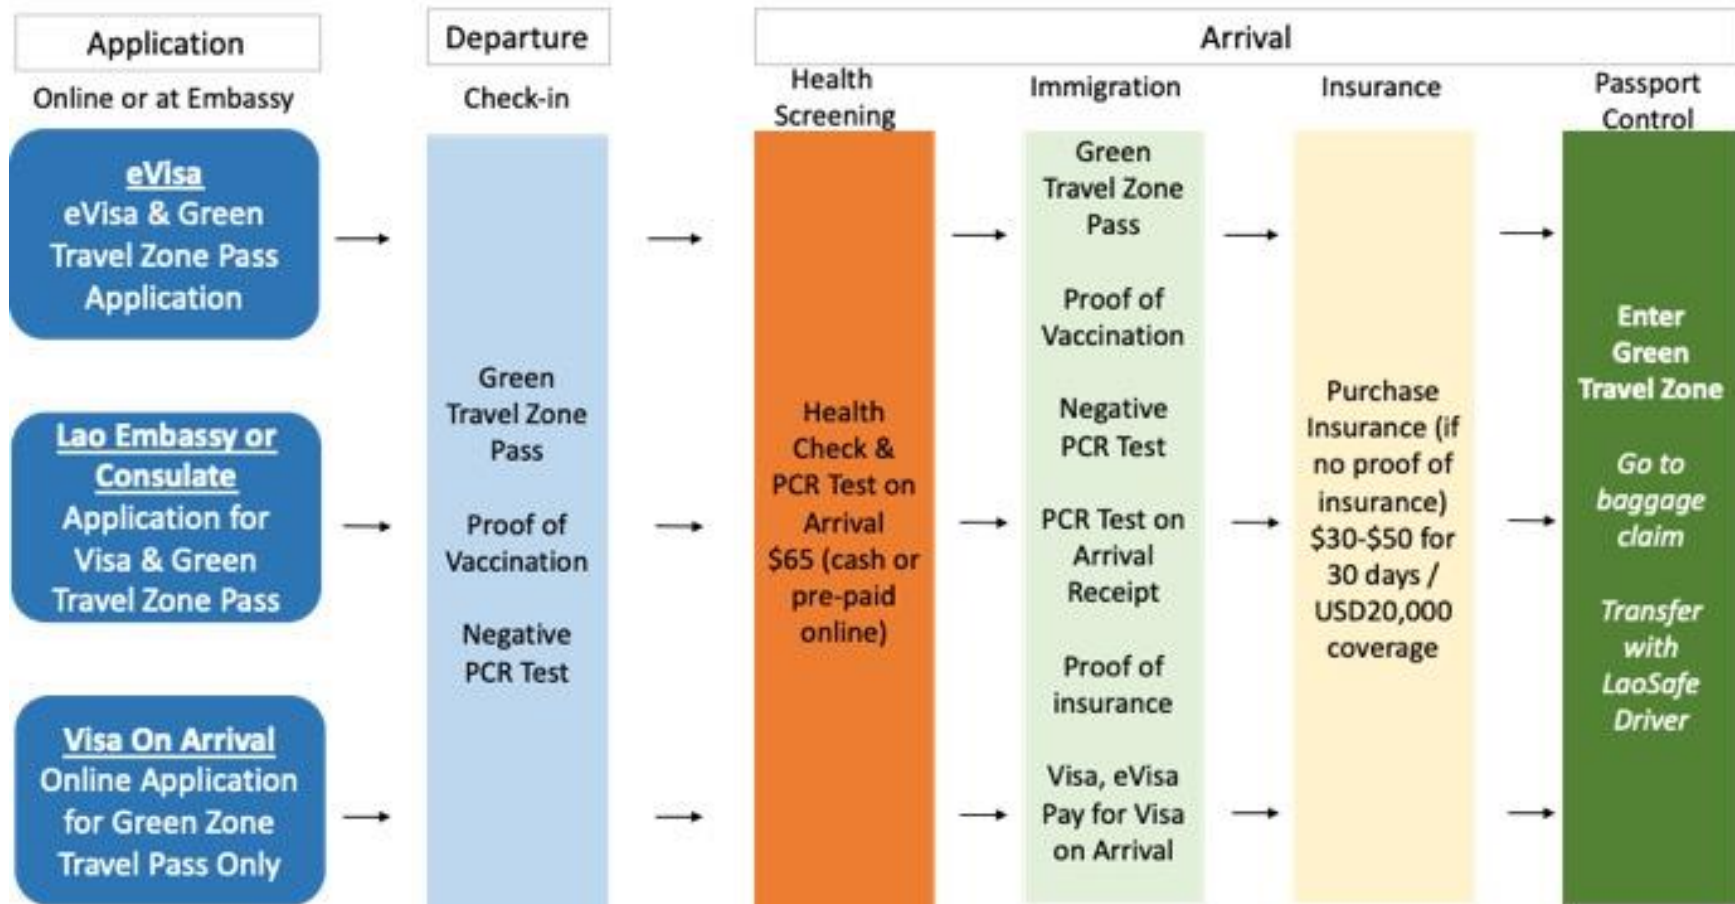 Application
Online or at Embassy
eVisa
eVisa & Green
Travel Zone Pass
Application
Lao Embassy or
Consulate
Application for
Visa & Green
Travel Zone Pass
Visa On Arrival
Online Application
for Green Zone
Travel Pass Only
Departure
Check-in
Green
Travel Zone
Pass
Proof of
Vaccination
Negative
PCR Test
Arrival
Health
Screening
Health
Check &
PCR Test on
Arrival
$65 (cash or
pre-paid
online)
Immigration
Green
Travel Zone
Pass
Proof of
Vaccination
Negative
PCR Test
PCR Test on
Arrival
Receipt
Proof of
insurance
Visa, eVisa
Pay for Visa
on Arrival
Insurance
Purchase
Insurance (if
no proof of
insurance)
$30-$50 for
30 days /
USD20,000
coverage
Passport
Control
Enter
Green
Travel Zone
Go to
baggage
claim
Transfer
with
LaoSafe
Driver